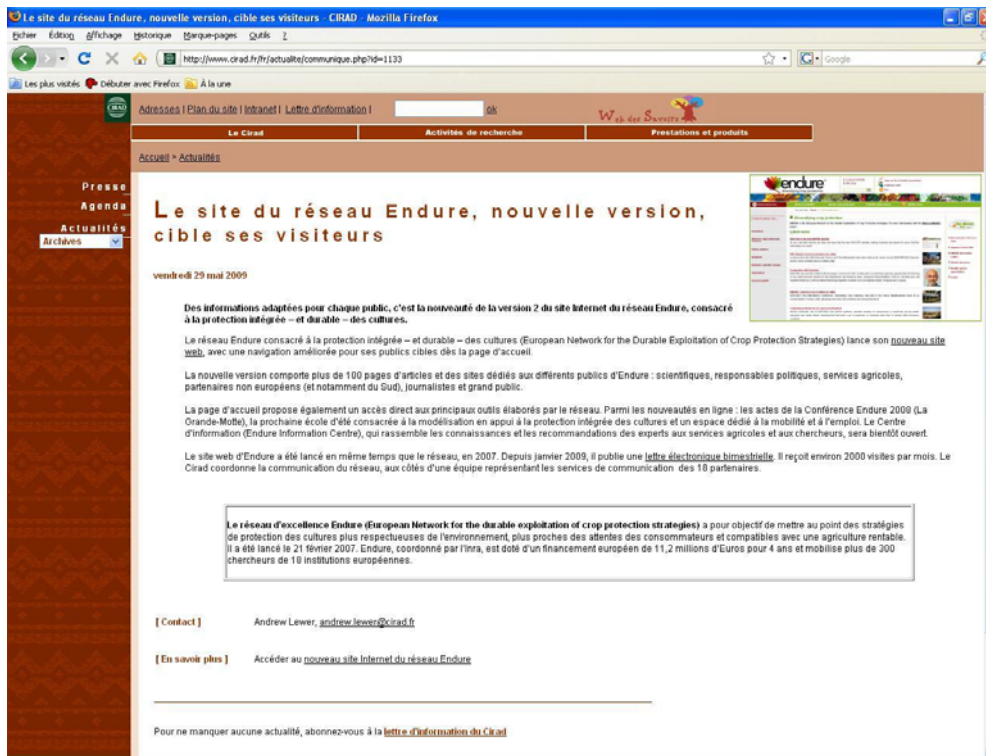 Le site du réseau Endure, nouvelle version, cible ses visiteurs - CIRAD - Mozilla Firefox
Fichier Édition Affichage Historique Marque-pages Outils ?
http://www.cirad.fr/fr/actualite/communique.php?id=1133
Google
Les plus visités Débuter avec Firefox À la une
CIRAD
Adresses | Plan du site | Intranet | Lettre d'information | ok
Web des Savoirs
Le Cirad Activités de recherche Prestations et produits
Accueil > Actualités
Presse
Agenda
Actualités
Archives
endure
Le site du réseau Endure, nouvelle version,
cible ses visiteurs
vendredi 29 mai 2009
Des informations adaptées pour chaque public, c'est la nouveauté de la version 2 du site Internet du réseau Endure, consacré
à la protection intégrée – et durable – des cultures.
Le réseau Endure consacré à la protection intégrée – et durable – des cultures (European Network for the Durable Exploitation of Crop Protection Strategies) lance son nouveau site
web, avec une navigation améliorée pour ses publics cibles dès la page d'accueil.
La nouvelle version comporte plus de 100 pages d'articles et des sites dédiés aux différents publics d'Endure : scientifiques, responsables politiques, services agricoles,
partenaires non européens (et notamment du Sud), journalistes et grand public.
La page d'accueil propose également un accès direct aux principaux outils élaborés par le réseau. Parmi les nouveautés en ligne : les actes de la Conférence Endure 2008 (La
Grande-Motte), la prochaine école d'été consacrée à la modélisation en appui à la protection intégrée des cultures et un espace dédié à la mobilité et à l'emploi. Le Centre
d'information (Endure Information Centre), qui rassemble les connaissances et les recommandations des experts aux services agricoles et aux chercheurs, sera bientôt ouvert.
Le site web d'Endure a été lancé en même temps que le réseau, en 2007. Depuis janvier 2009, il publie une lettre électronique bimestrielle. Il reçoit environ 2000 visites par mois. Le
Cirad coordonne la communication du réseau, aux côtés d'une équipe représentant les services de communication des 18 partenaires.
Le réseau d'excellence Endure (European Network for the durable exploitation of crop protection strategies) a pour objectif de mettre au point des stratégies
de protection des cultures plus respectueuses de l'environnement, plus proches des attentes des consommateurs et compatibles avec une agriculture rentable.
Il a été lancé le 21 février 2007. Endure, coordonné par l'Inra, est doté d'un financement européen de 11,2 millions d'Euros pour 4 ans et mobilise plus de 300
chercheurs de 18 institutions européennes.
[ Contact ] Andrew Lewer, andrew.lewer@cirad.fr
[ En savoir plus ] Accéder au nouveau site Internet du réseau Endure
Pour ne manquer aucune actualité, abonnez-vous à la lettre d'information du Cirad